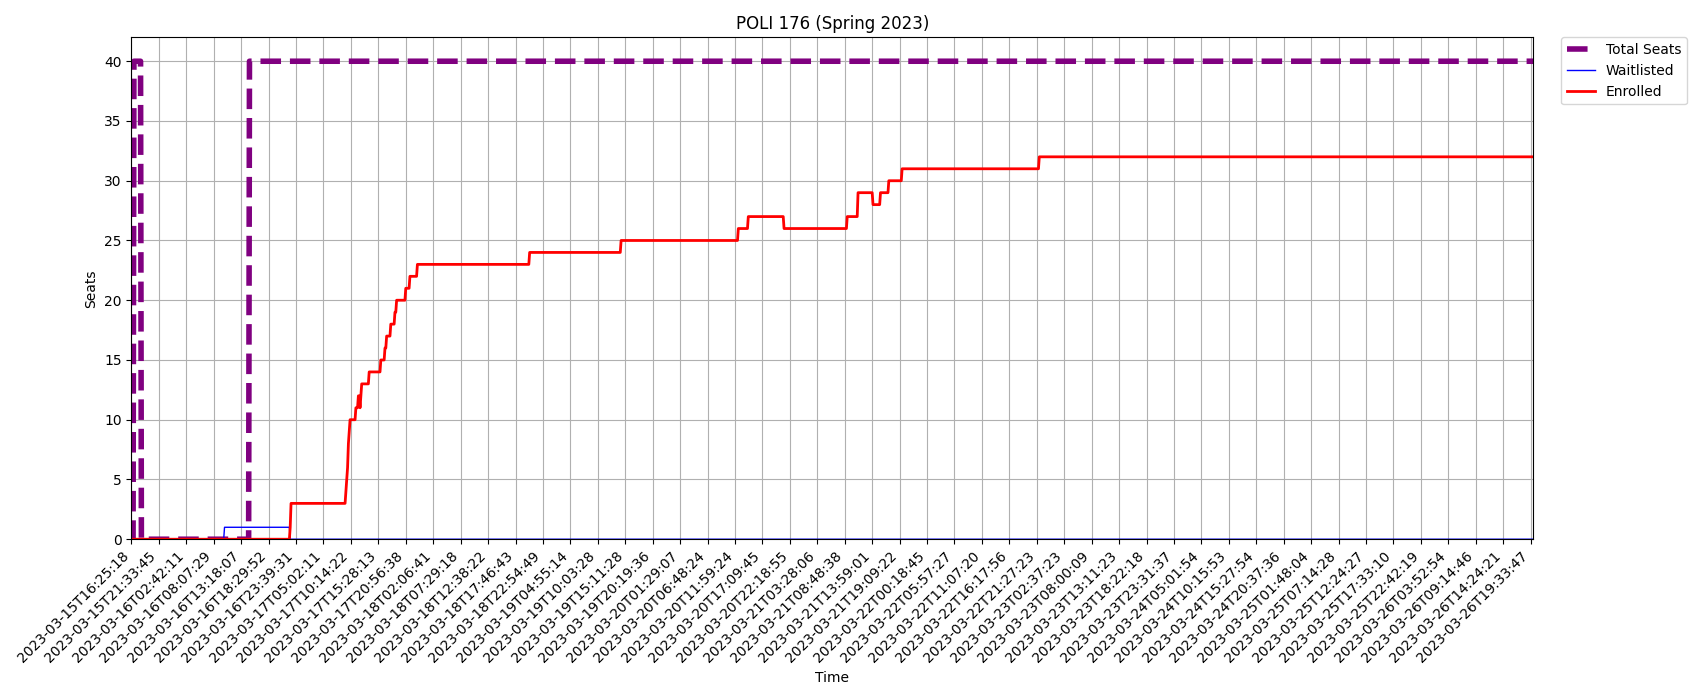 POLI 176 (Spring 2023)
Total Seats
Waitlisted
Enrolled
Seats
40
35
30
25
20
15
10
5
0
2023-03-15T16:25:18
2023-03-15T21:33:45
2023-03-16T02:42:11
2023-03-16T08:07:29
2023-03-16T13:18:07
2023-03-16T18:29:52
2023-03-16T23:39:31
2023-03-17T05:02:11
2023-03-17T10:14:22
2023-03-17T15:28:13
2023-03-17T20:56:38
2023-03-18T02:06:41
2023-03-18T07:29:18
2023-03-18T12:38:22
2023-03-18T17:46:43
2023-03-18T22:54:49
2023-03-19T04:55:14
2023-03-19T10:03:28
2023-03-19T15:11:28
2023-03-19T20:19:36
2023-03-20T01:29:07
2023-03-20T06:48:24
2023-03-20T11:59:24
2023-03-20T17:09:45
2023-03-20T22:18:55
2023-03-21T03:28:06
2023-03-21T08:48:38
2023-03-21T13:59:01
2023-03-21T19:09:22
2023-03-22T00:18:45
2023-03-22T05:57:27
2023-03-22T11:07:20
2023-03-22T16:17:56
2023-03-22T21:27:23
2023-03-23T02:37:23
2023-03-23T08:00:09
2023-03-23T13:11:23
2023-03-23T18:22:18
2023-03-23T23:31:37
2023-03-24T05:01:54
2023-03-24T10:15:53
2023-03-24T15:27:54
2023-03-24T20:37:36
2023-03-25T01:48:04
2023-03-25T07:14:28
2023-03-25T12:24:27
2023-03-25T17:33:10
2023-03-25T22:42:19
2023-03-26T03:52:54
2023-03-26T09:14:46
2023-03-26T14:24:21
2023-03-26T19:33:47
Time